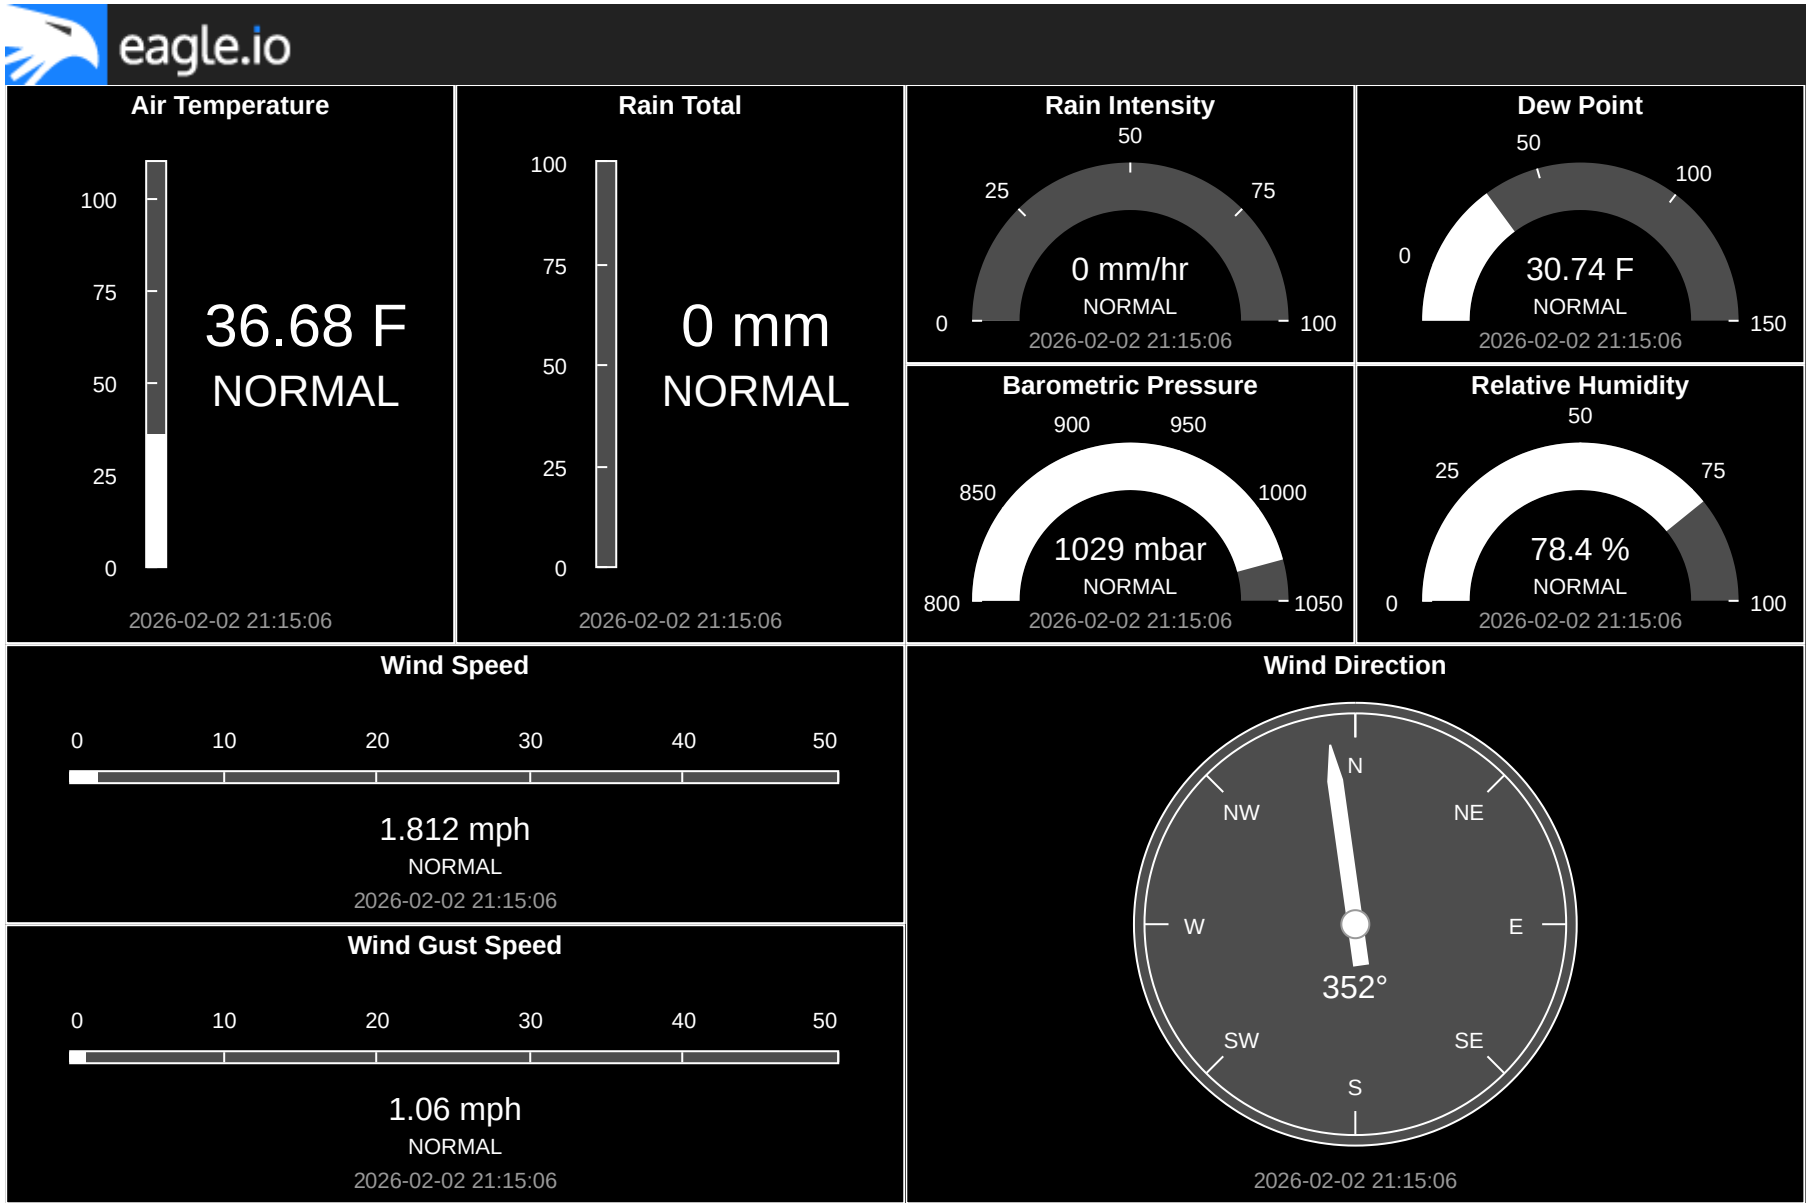 eagle.io
Air Temperature
100
75
50
25
0
36.68 F
NORMAL
2026-02-02 21:15:06
Rain Total
100
75
50
25
0
0 mm
NORMAL
2026-02-02 21:15:06
Rain Intensity
0
25
50
75
100
0 mm/hr
NORMAL
2026-02-02 21:15:06
Dew Point
0
50
100
150
30.74 F
NORMAL
2026-02-02 21:15:06
Barometric Pressure
800
850
900
950
1000
1050
1029 mbar
NORMAL
2026-02-02 21:15:06
Relative Humidity
0
25
50
75
100
78.4 %
NORMAL
2026-02-02 21:15:06
Wind Speed
0 10 20 30 40 50
1.812 mph
NORMAL
2026-02-02 21:15:06
Wind Gust Speed
0 10 20 30 40 50
1.06 mph
NORMAL
2026-02-02 21:15:06
Wind Direction
N
NW NE
W E
352°
SW SE
S
2026-02-02 21:15:06